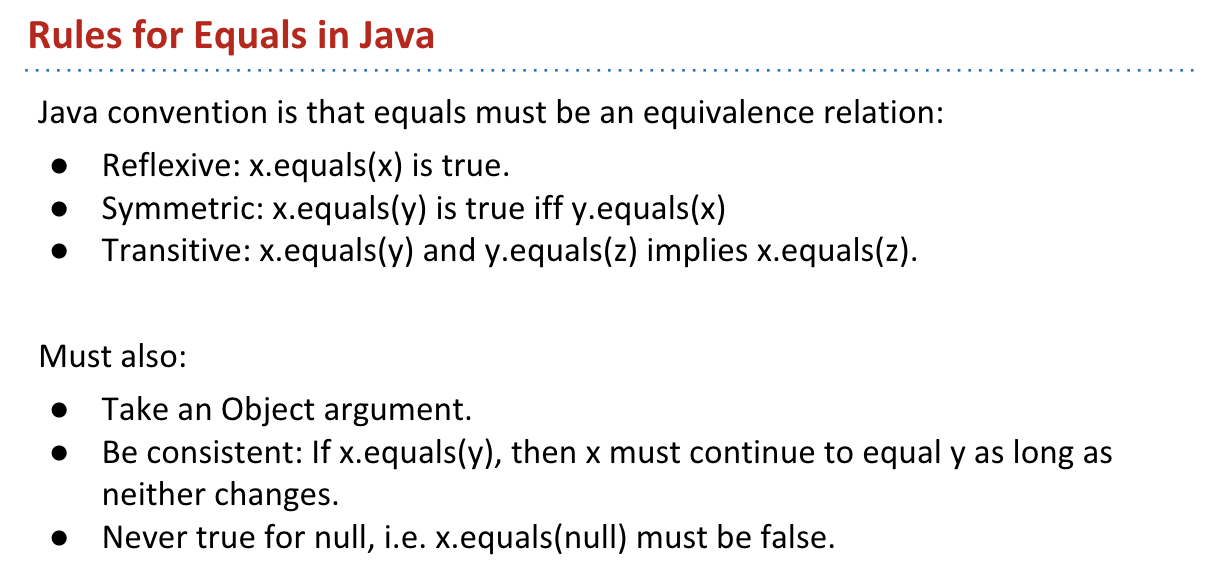 Rules for Equals in Java
Java convention is that equals must be an equivalence relation:
● Reflexive: x.equals(x) is true.
● Symmetric: x.equals(y) is true iff y.equals(x)
● Transitive: x.equals(y) and y.equals(z) implies x.equals(z).
Must also:
● Take an Object argument.
● Be consistent: If x.equals(y), then x must continue to equal y as long as
neither changes.
● Never true for null, i.e. x.equals(null) must be false.